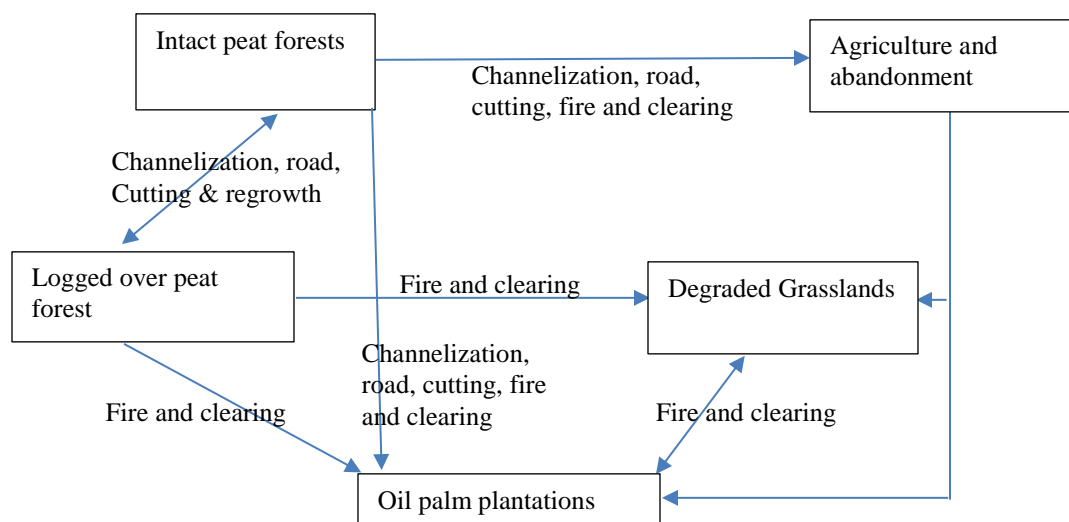 Intact peat forests
Agriculture and
abandonment
Channelization, road,
cutting, fire and clearing
Channelization, road,
Cutting & regrowth
Logged over peat
forest
Fire and clearing
Degraded Grasslands
Channelization,
road, cutting, fire
and clearing
Fire and clearing
Fire and clearing
Oil palm plantations